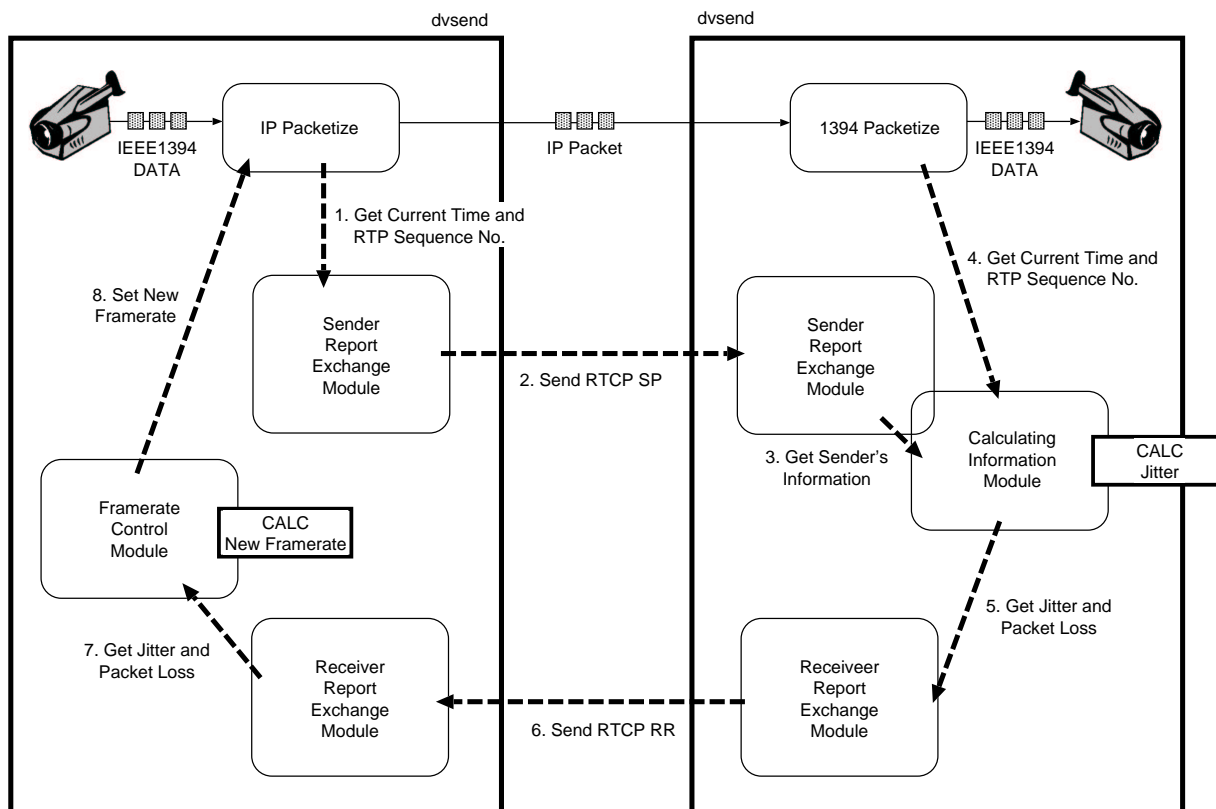 dvsend
dvsend
IP Packetize
1394 Packetize
IEEE1394
DATA
IP Packet
IEEE1394
DATA
1. Get Current Time and
RTP Sequence No.
4. Get Current Time and
RTP Sequence No.
8. Set New
Framerate
Sender
Report
Exchange
Module
Sender
Report
Exchange
Module
2. Send RTCP SP
3. Get Sender's
Information
Calculating
Information
Module
CALC
Jitter
Framerate
Control
Module
CALC
New Framerate
5. Get Jitter and
Packet Loss
7. Get Jitter and
Packet Loss
Receiver
Report
Exchange
Module
Receiveer
Report
Exchange
Module
6. Send RTCP RR